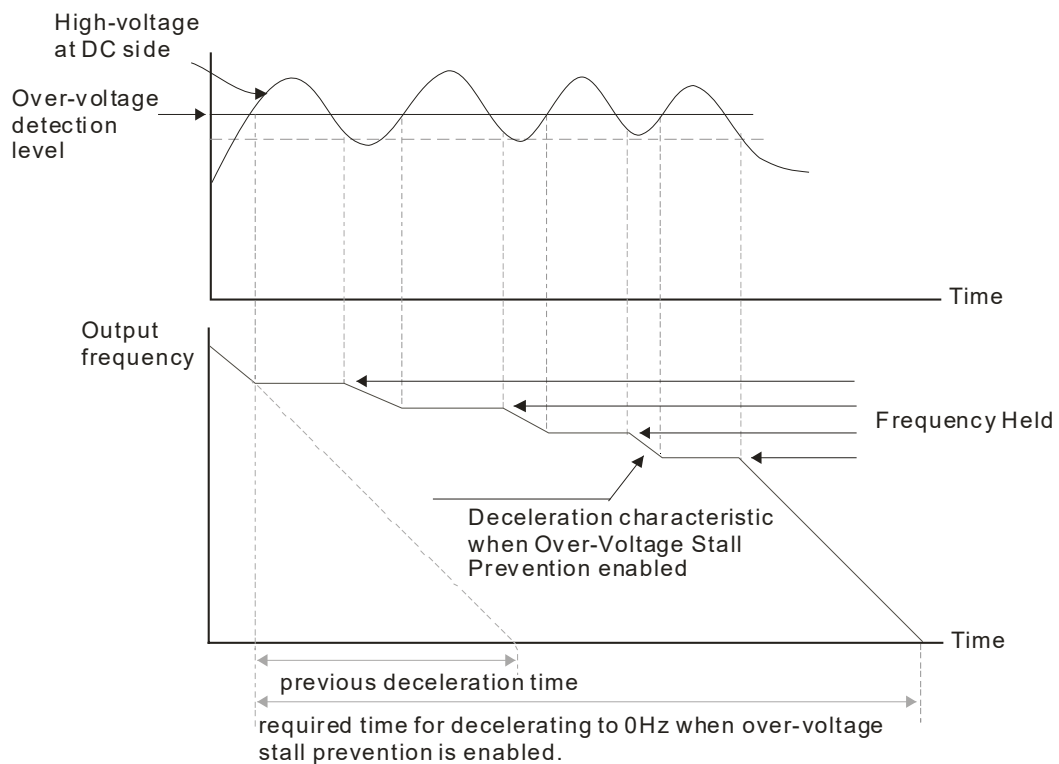 High-voltage
at DC side
Over-voltage
detection
level
Time
Output
frequency
Frequency Held
Deceleration characteristic
when Over-Voltage Stall
Prevention enabled
Time
previous deceleration time
required time for decelerating to 0Hz when over-voltage
stall prevention is enabled.